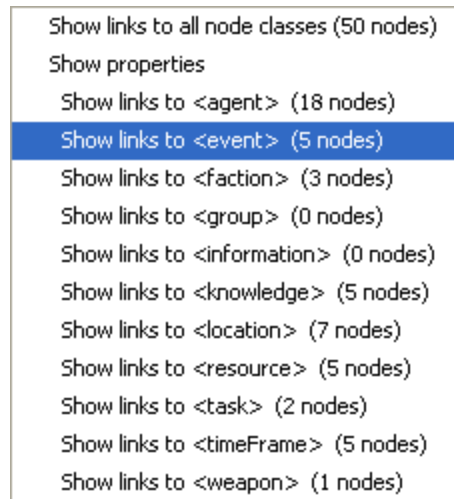 Show links to all node classes (50 nodes)
Show properties
Show links to <agent> (18 nodes)
Show links to <event> (5 nodes)
Show links to <faction> (3 nodes)
Show links to <group> (0 nodes)
Show links to <information> (0 nodes)
Show links to <knowledge> (5 nodes)
Show links to <location> (7 nodes)
Show links to <resource> (5 nodes)
Show links to <task> (2 nodes)
Show links to <timeFrame> (5 nodes)
Show links to <weapon> (1 nodes)